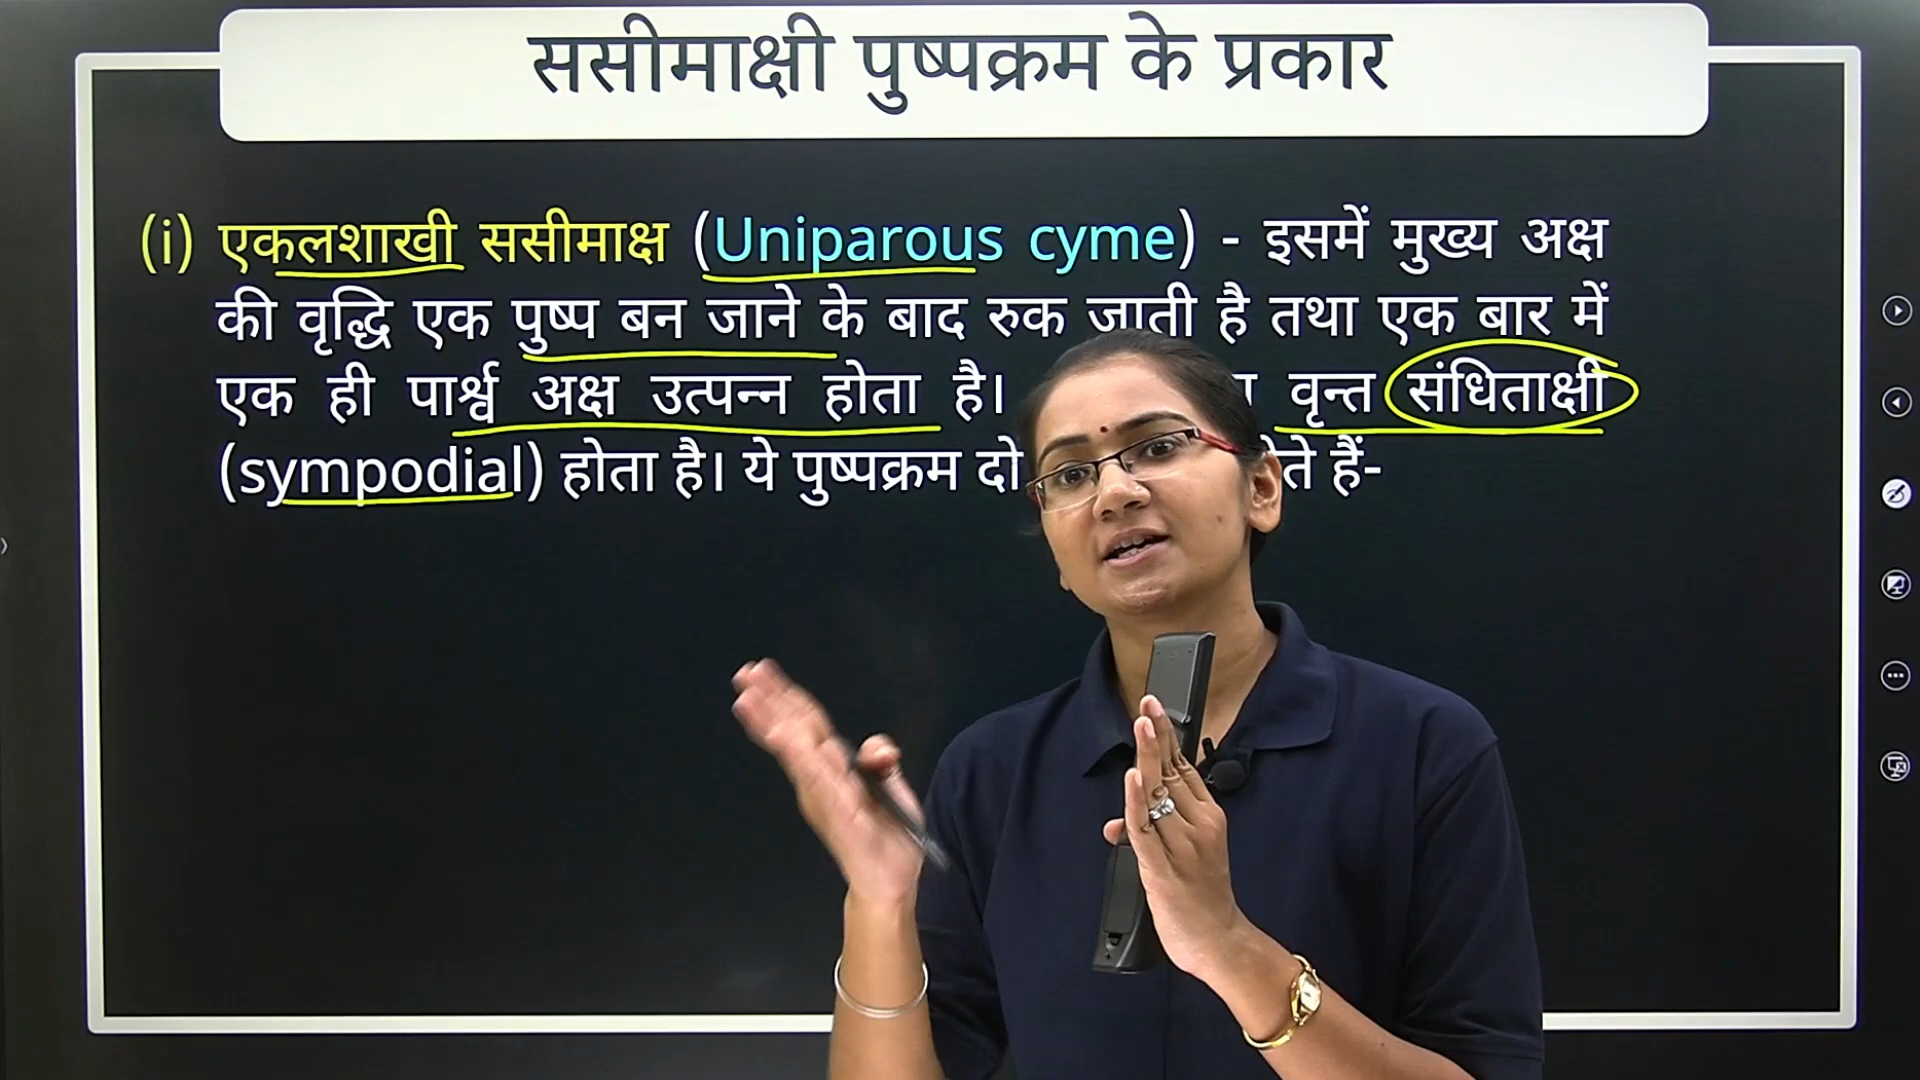 ससीमाक्षी पुष्पक्रम के प्रकार
(i) एकलशाखी ससीमाक्ष (Uniparous cyme) - इसमें मुख्य अक्ष
की वृद्धि एक पुष्प बन जाने के बाद रुक जाती है तथा एक बार में
एक ही पार्श्व अक्ष उत्पन्न होता है। वृन्त संधिताक्षी
(sympodial) होता है। ये पुष्पक्रम दो हैं-